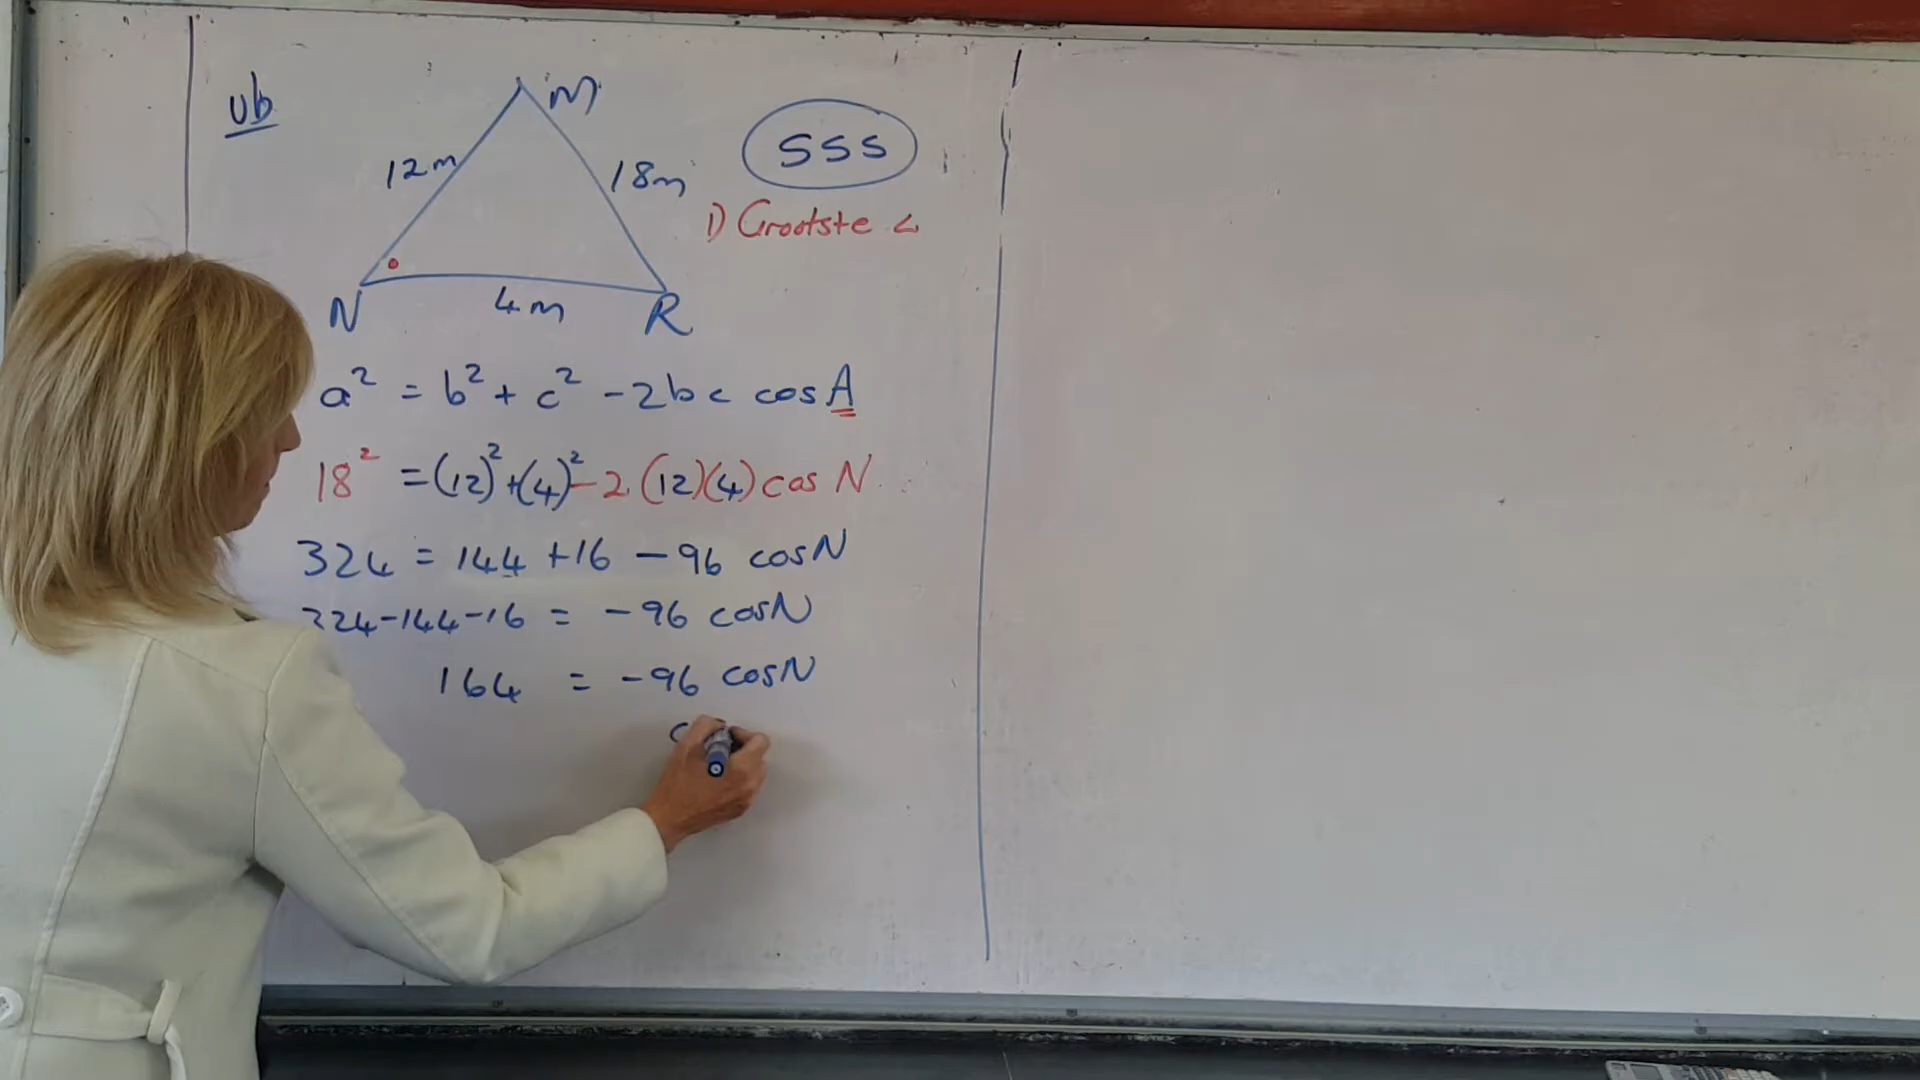 vb
M
12m
18m
N
4m
R
SSS
1) Grootste <
a² = b² + c² - 2bc cos A
18² = (12)² + (4)² - 2 (12)(4) cos N
324 = 144 + 16 - 96 cos N
324 - 144 - 16 = - 96 cos N
164 = - 96 cos N
c